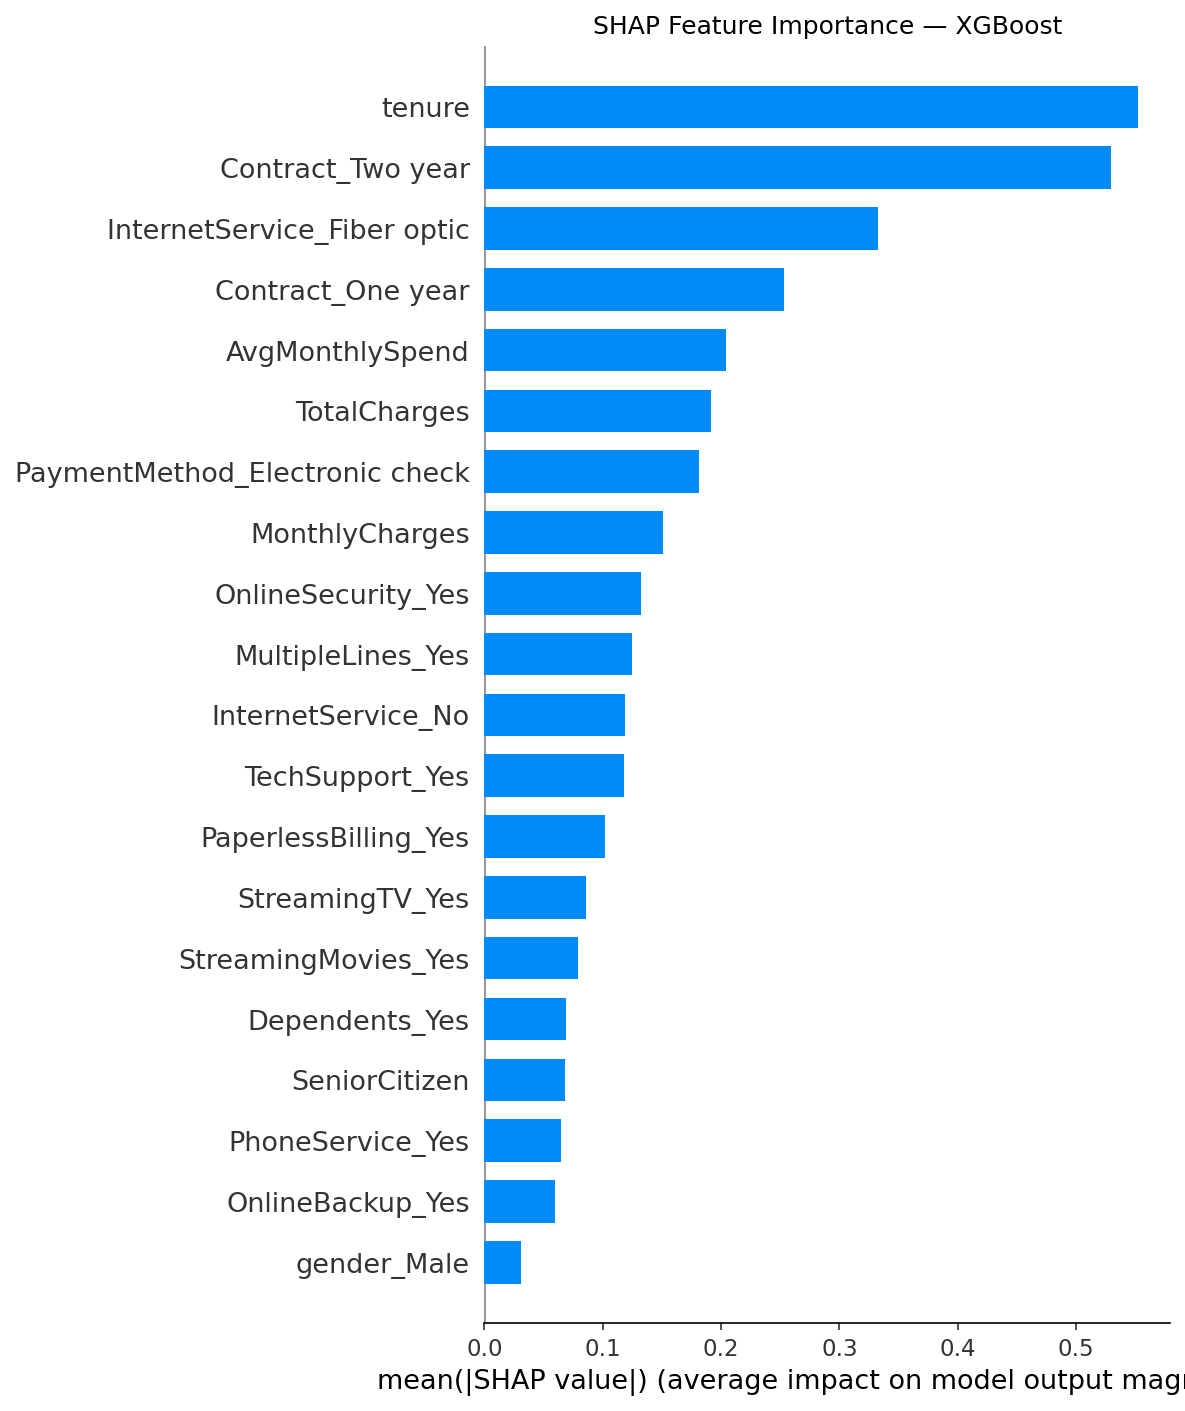 SHAP Feature Importance — XGBoost
tenure
Contract_Two year
InternetService_Fiber optic
Contract_One year
AvgMonthlySpend
TotalCharges
PaymentMethod_Electronic check
MonthlyCharges
OnlineSecurity_Yes
MultipleLines_Yes
InternetService_No
TechSupport_Yes
PaperlessBilling_Yes
StreamingTV_Yes
StreamingMovies_Yes
Dependents_Yes
SeniorCitizen
PhoneService_Yes
OnlineBackup_Yes
gender_Male
0.0 0.1 0.2 0.3 0.4 0.5
mean(|SHAP value|) (average impact on model output